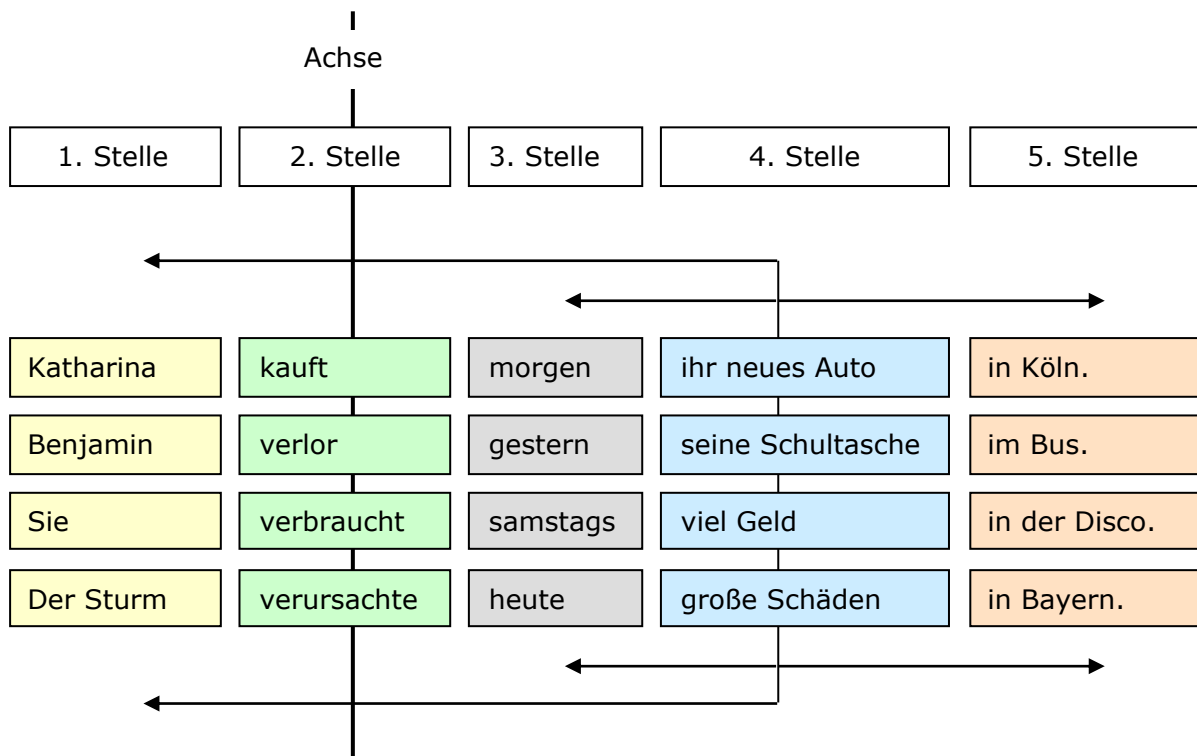 Achse
1. Stelle 2. Stelle 3. Stelle 4. Stelle 5. Stelle
Katharina kauft morgen ihr neues Auto in Köln.
Benjamin verlor gestern seine Schultasche im Bus.
Sie verbraucht samstags viel Geld in der Disco.
Der Sturm verursachte heute große Schäden in Bayern.